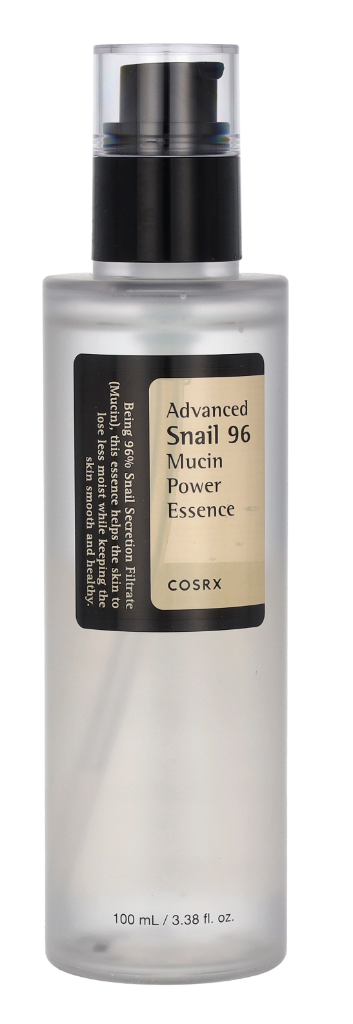 Advanced
Snail 96
Mucin
Power
Essence
COSRX
Being 96% Snail Secretion Filtrate
(Mucin), this essence helps the skin to
lose less moist while keeping the
skin smooth and healthy.
100 mL / 3.38 fl. oz.